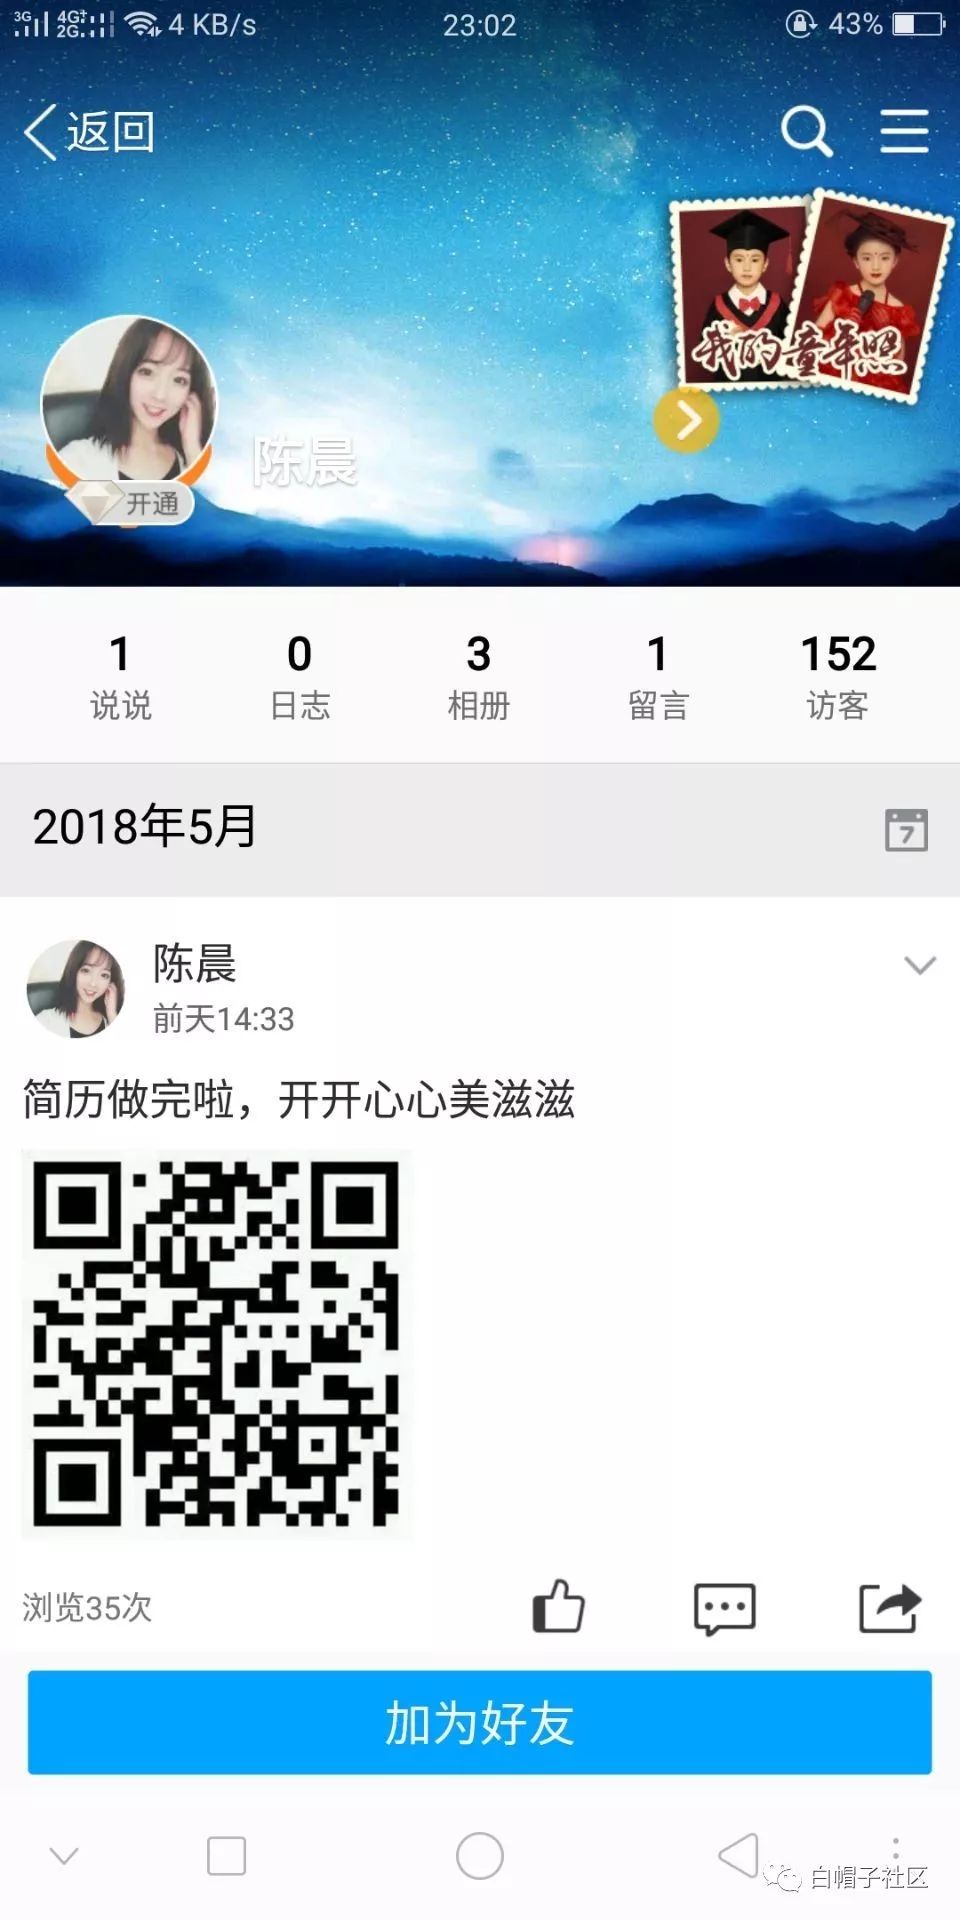 3G 4G+ 2G 4 KB/s 23:02 43%
返回
我的童年照
陈晨
开通
1 0 3 1 152
说说 日志 相册 留言 访客
2018年5月
7
陈晨
前天14:33
简历做完啦，开开心心美滋滋
浏览35次
加为好友
白帽子社区